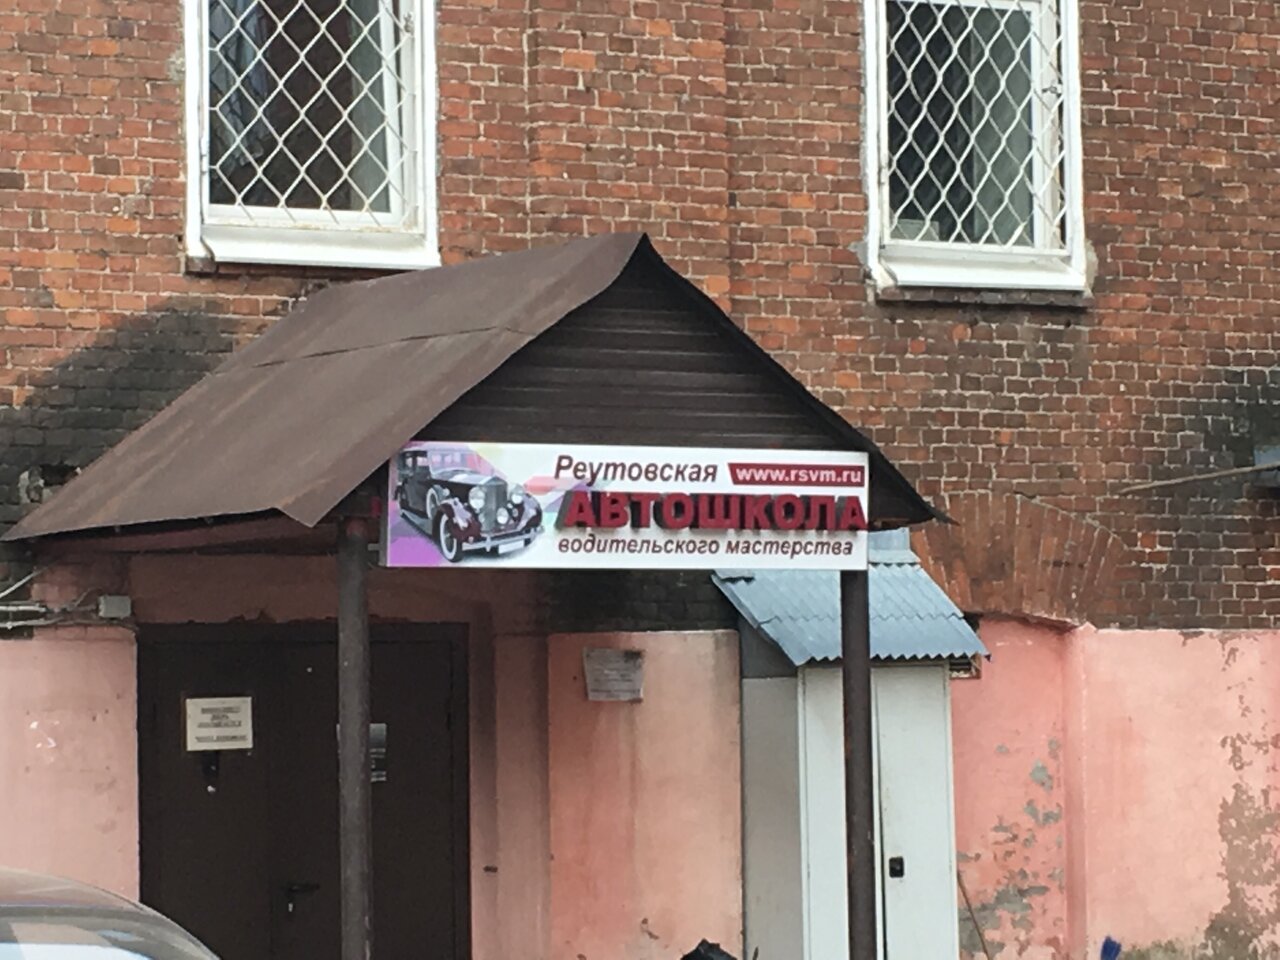 Реутовская www.rsvm.ru
АВТОШКОЛА
водительского мастерства